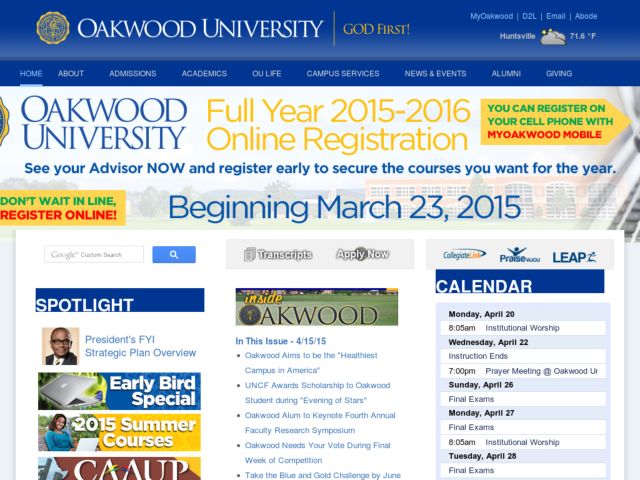 OAKWOOD UNIVERSITY
GOD FIRST!
MyOakwood | D2L | Email | Abode
Huntsville 71.6 °F
HOME ABOUT ADMISSIONS ACADEMICS OU LIFE CAMPUS SERVICES NEWS & EVENTS ALUMNI GIVING
OAKWOOD
UNIVERSITY
Full Year 2015-2016
Online Registration
YOU CAN REGISTER ON
YOUR CELL PHONE WITH
MYOAKWOOD MOBILE
See your Advisor NOW and register early to secure the courses you want for the year.
DON'T WAIT IN LINE,
REGISTER ONLINE!
Beginning March 23, 2015
Google™ Custom Search
Transcripts
Apply Now
CollegiateLink
Praise WJOU
LEAP
SPOTLIGHT
President's FYI
Strategic Plan Overview
Early Bird
Special
2015 Summer
Courses
CAAUP
inside
OAKWOOD
In This Issue - 4/15/15
Oakwood Aims to be the "Healthiest
Campus in America"
UNCF Awards Scholarship to Oakwood
Student during "Evening of Stars"
Oakwood Alum to Keynote Fourth Annual
Faculty Research Symposium
Oakwood Needs Your Vote During Final
Week of Competition
Take the Blue and Gold Challenge by June
CALENDAR
Monday, April 20
8:05am Institutional Worship
Wednesday, April 22
Instruction Ends
7:00pm Prayer Meeting @ Oakwood Un
Sunday, April 26
Final Exams
Monday, April 27
Final Exams
8:05am Institutional Worship
Tuesday, April 28
Final Exams